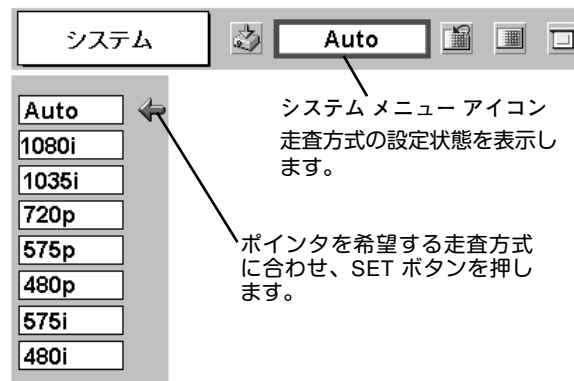 システム
Auto
システム メニュー アイコン
走査方式の設定状態を表示し
ます。
Auto
1080i
1035i
720p
575p
480p
575i
480i
ポインタを希望する走査方式
に合わせ、SET ボタンを押し
ます。